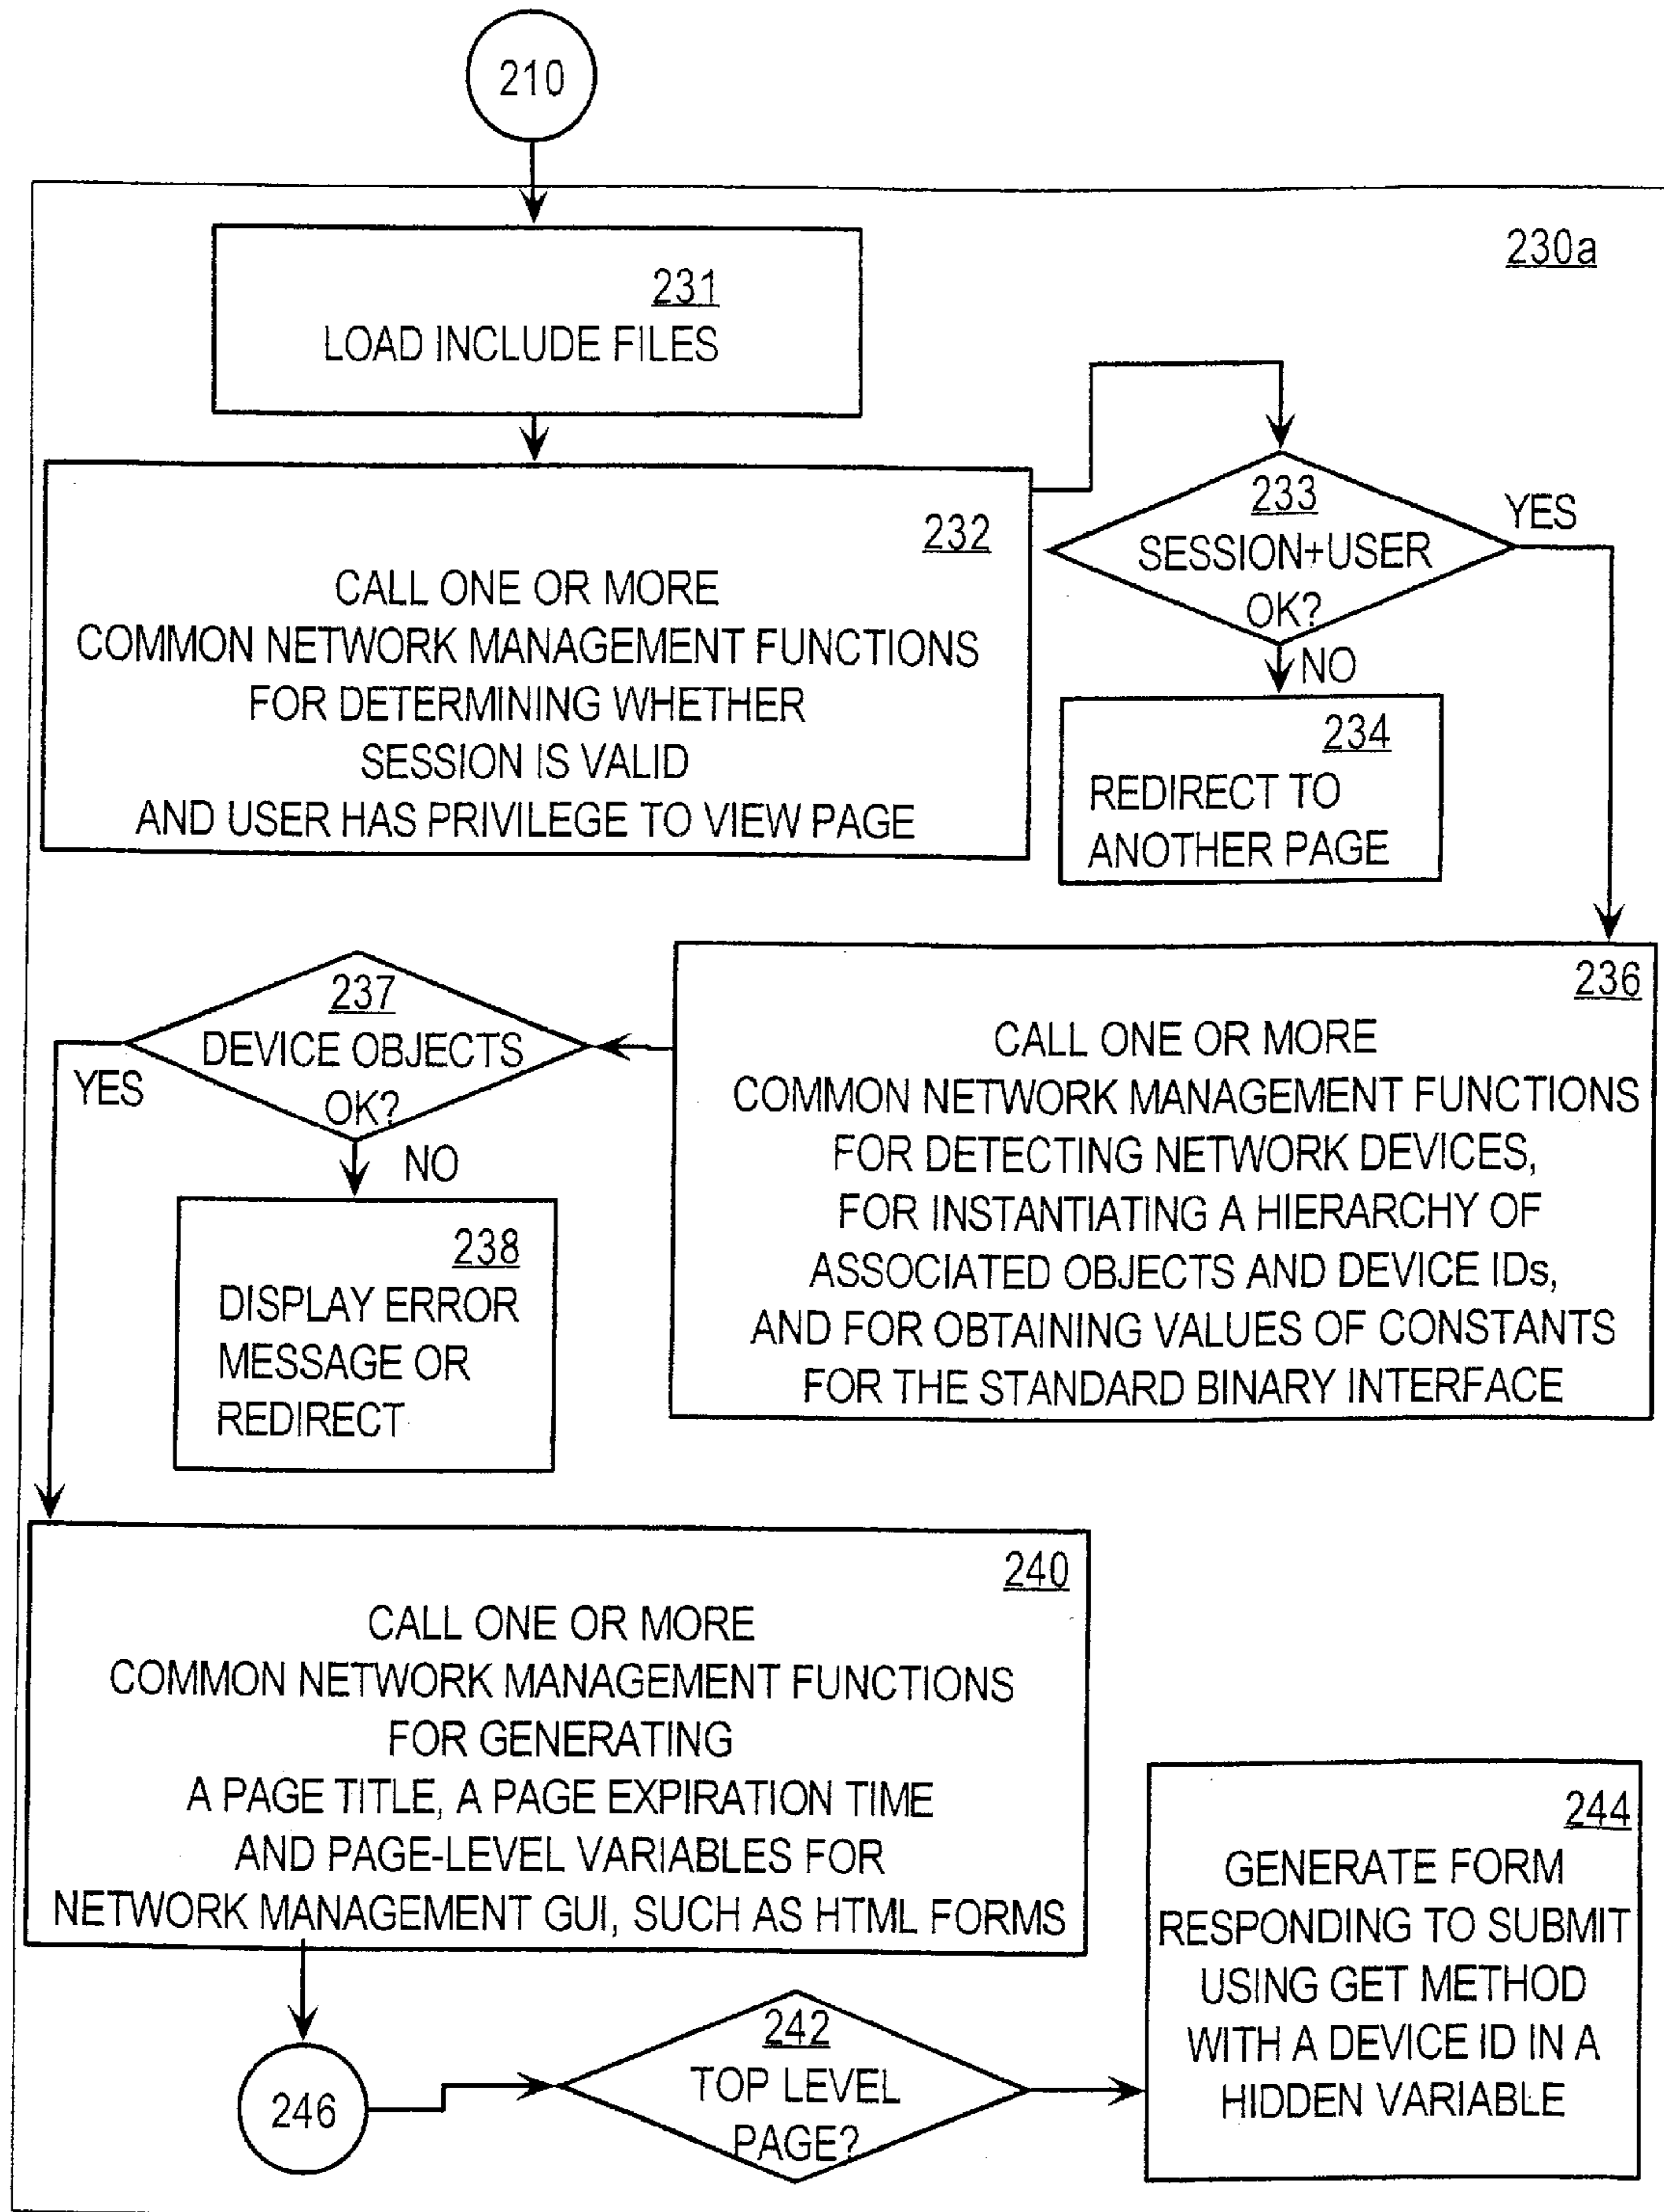 210
230a
231
LOAD INCLUDE FILES
232
CALL ONE OR MORE
COMMON NETWORK MANAGEMENT FUNCTIONS
FOR DETERMINING WHETHER
SESSION IS VALID
AND USER HAS PRIVILEGE TO VIEW PAGE
233
SESSION+USER
OK?
YES
NO
234
REDIRECT TO
ANOTHER PAGE
236
CALL ONE OR MORE
COMMON NETWORK MANAGEMENT FUNCTIONS
FOR DETECTING NETWORK DEVICES,
FOR INSTANTIATING A HIERARCHY OF
ASSOCIATED OBJECTS AND DEVICE IDs,
AND FOR OBTAINING VALUES OF CONSTANTS
FOR THE STANDARD BINARY INTERFACE
237
DEVICE OBJECTS
OK?
YES
NO
238
DISPLAY ERROR
MESSAGE OR
REDIRECT
240
CALL ONE OR MORE
COMMON NETWORK MANAGEMENT FUNCTIONS
FOR GENERATING
A PAGE TITLE, A PAGE EXPIRATION TIME
AND PAGE-LEVEL VARIABLES FOR
NETWORK MANAGEMENT GUI, SUCH AS HTML FORMS
246
242
TOP LEVEL
PAGE?
244
GENERATE FORM
RESPONDING TO SUBMIT
USING GET METHOD
WITH A DEVICE ID IN A
HIDDEN VARIABLE